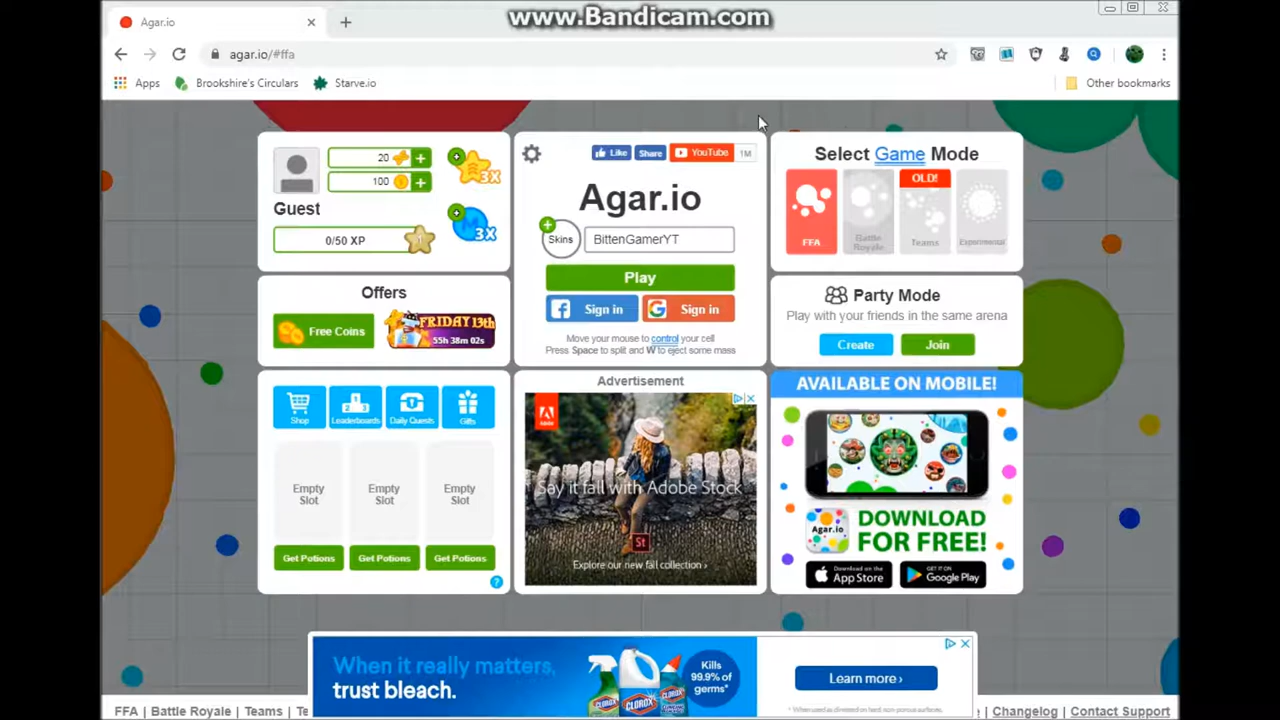 www.Bandicam.com
Agar.io
agar.io/#ffa
Apps
Brookshire's Circulars
Starve.io
Other bookmarks
20
100
3X
Guest
0/50 XP
1
3X
Offers
Free Coins
FRIDAY 13th
55h 38m 02s
Shop
Leaderboards
Daily Quests
Gifts
Empty Slot
Empty Slot
Empty Slot
Get Potions
Get Potions
Get Potions
?
Like
Share
YouTube
1M
Agar.io
Skins
BittenGamerYT
Play
Sign in
Sign in
Move your mouse to control your cell
Press Space to split and W to eject some mass
Advertisement
Say it fall with Adobe Stock
St
Explore our new fall collection ›
Select Game Mode
OLD!
FFA
Battle Royale
Teams
Experimental
Party Mode
Play with your friends in the same arena
Create
Join
AVAILABLE ON MOBILE!
Agar.io
DOWNLOAD
FOR FREE!
Download on the
App Store
GET IT ON
Google Play
When it really matters,
trust bleach.
CLOROX
Kills
99.9% of
germs*
Learn more ›
FFA | Battle Royale | Teams |
Changelog | Contact Support